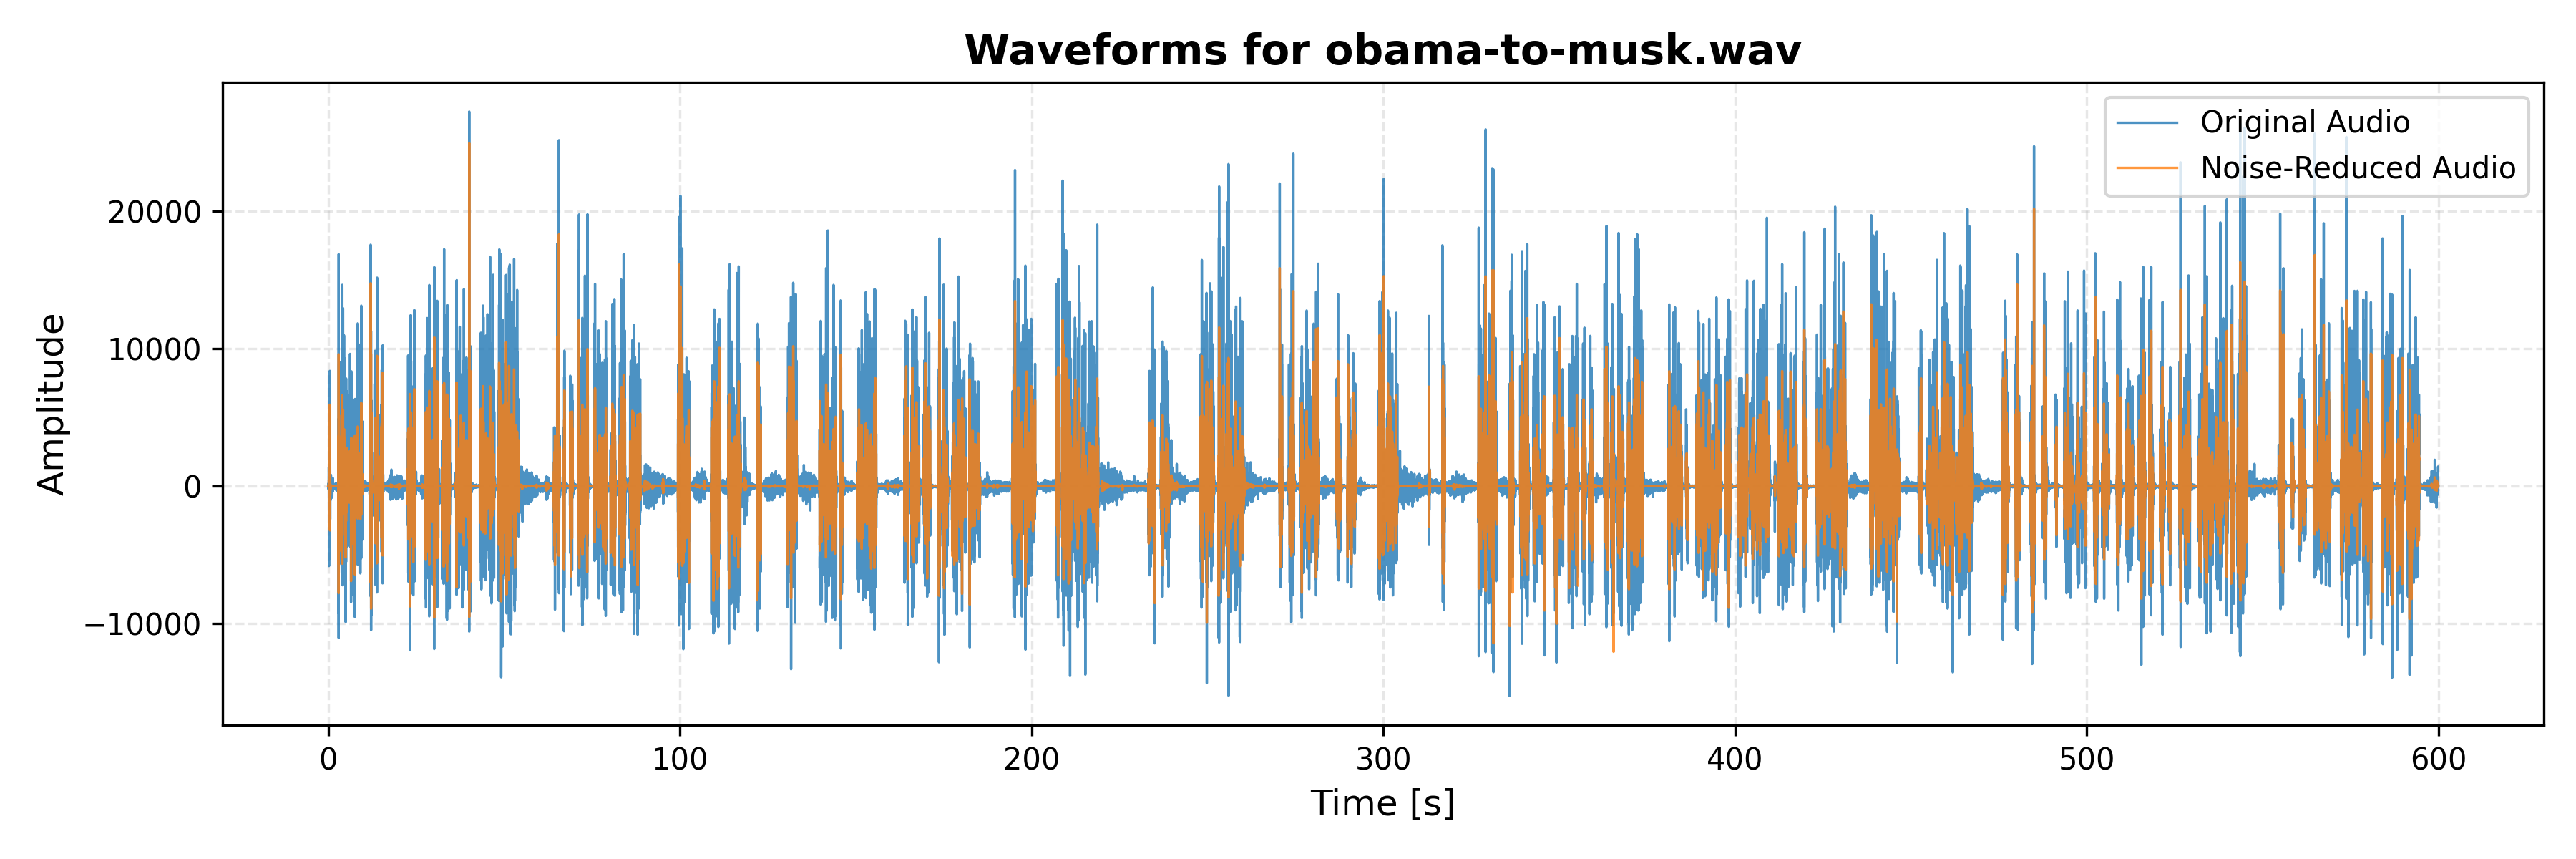 Waveforms for obama-to-musk.wav
Original Audio
Noise-Reduced Audio
Amplitude
20000
10000
0
−10000
0 100 200 300 400 500 600
Time [s]